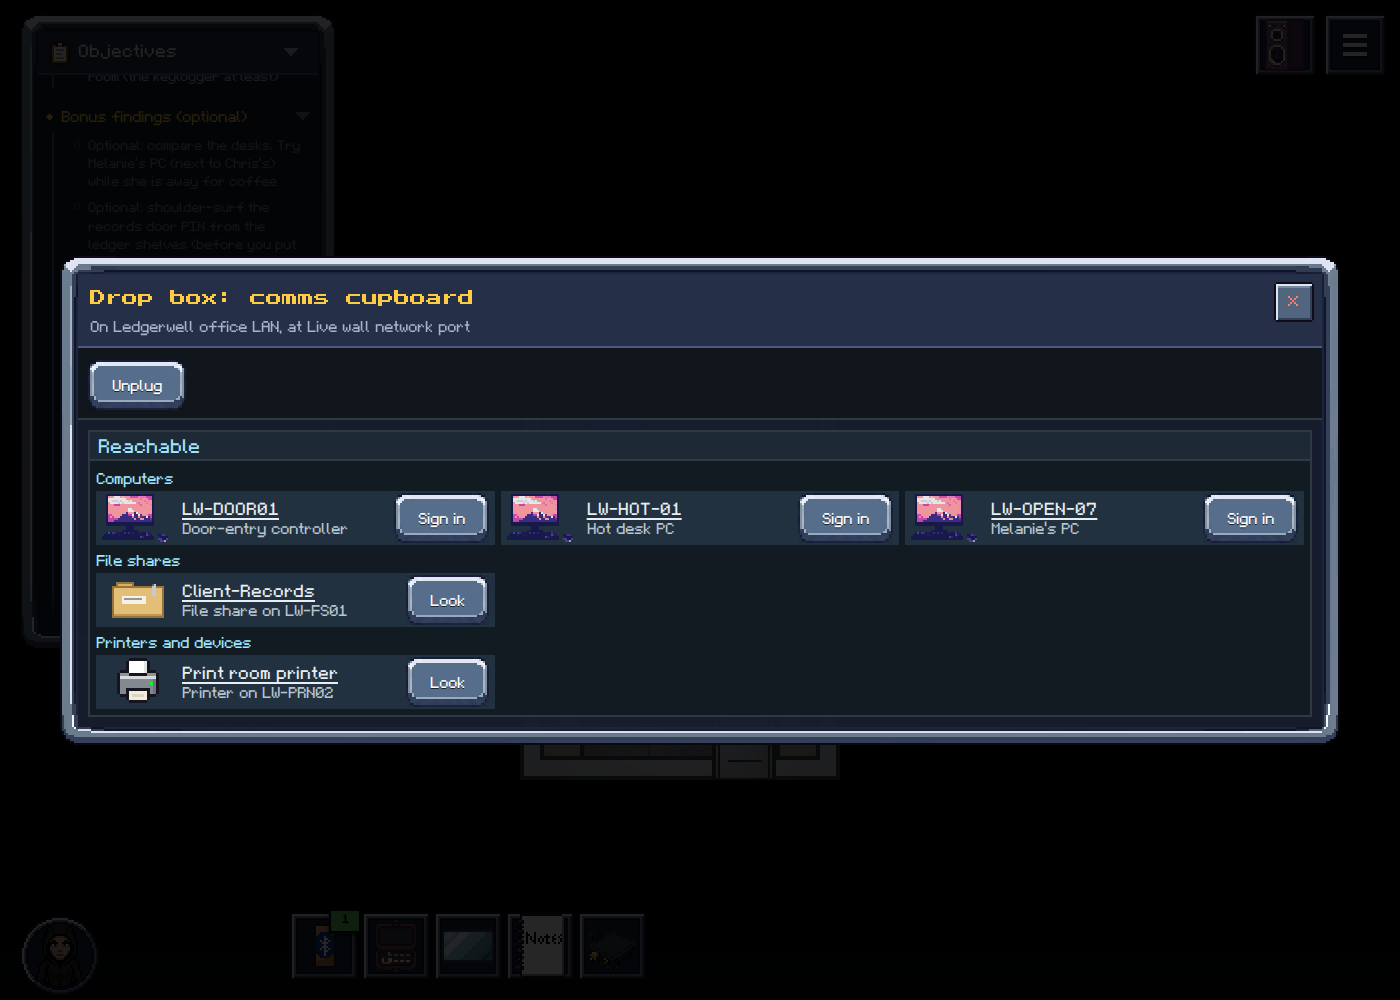 Objectives
room (the keylogger at least)
Bonus findings (optional)
Optional: compare the desks. Try
Melanie's PC (next to Chris's)
while she is away for coffee
Optional: shoulder-surf the
records door PIN from the
ledger shelves (before you put
Drop box: comms cupboard
On Ledgerwell office LAN, at Live wall network port
Unplug
Reachable
Computers
LW-DOOR01
Door-entry controller
Sign in
LW-HOT-01
Hot desk PC
Sign in
LW-OPEN-07
Melanie's PC
Sign in
File shares
Client-Records
File share on LW-FS01
Look
Printers and devices
Print room printer
Printer on LW-PRN02
Look
1
Notes